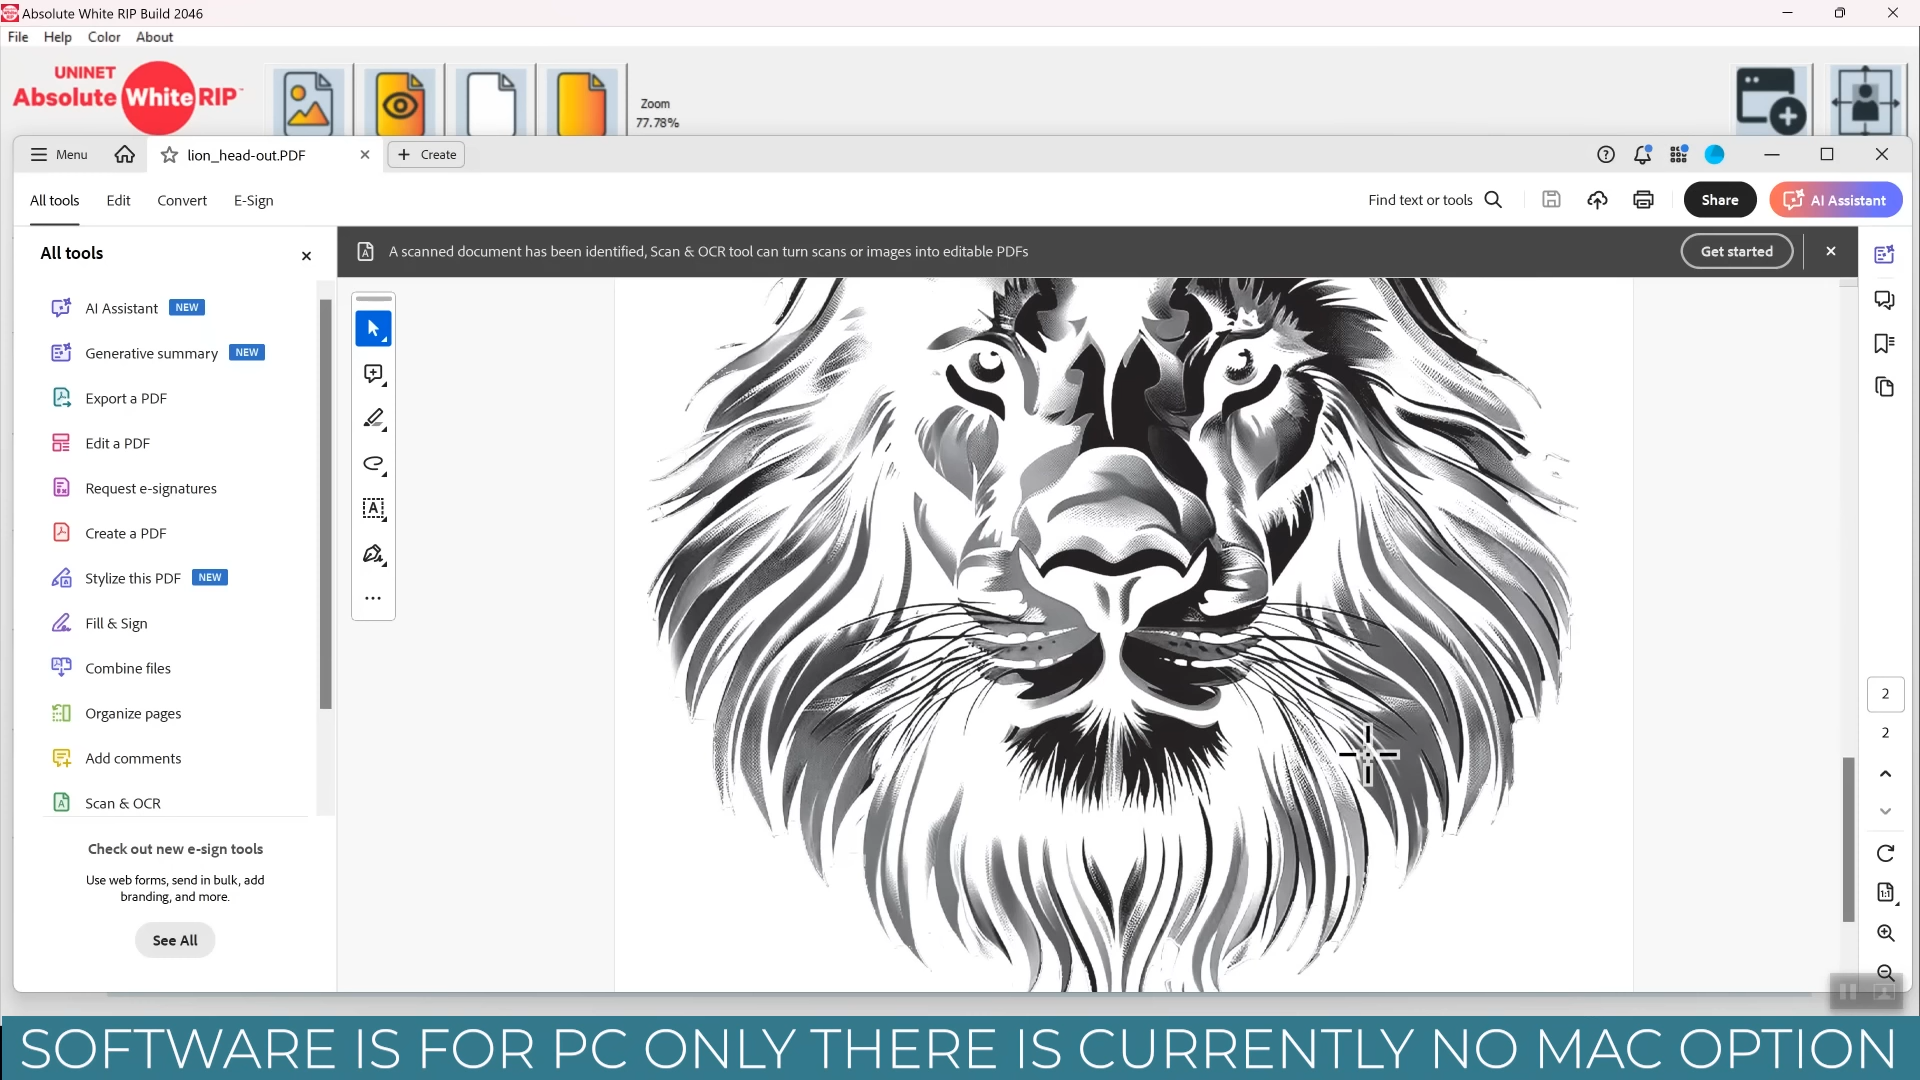 Absolute White RIP Build 2046
File Help Color About
UNINET
Absolute White RIP
Zoom
77.78%
Menu
lion_head-out.PDF
Create
All tools Edit Convert E-Sign
Find text or tools
Share
AI Assistant
All tools
A scanned document has been identified, Scan & OCR tool can turn scans or images into editable PDFs
Get started
AI Assistant NEW
Generative summary NEW
Export a PDF
Edit a PDF
Request e-signatures
Create a PDF
Stylize this PDF NEW
Fill & Sign
Combine files
Organize pages
Add comments
Scan & OCR
2
2
Check out new e-sign tools
Use web forms, send in bulk, add
branding, and more.
See All
SOFTWARE IS FOR PC ONLY THERE IS CURRENTLY NO MAC OPTION